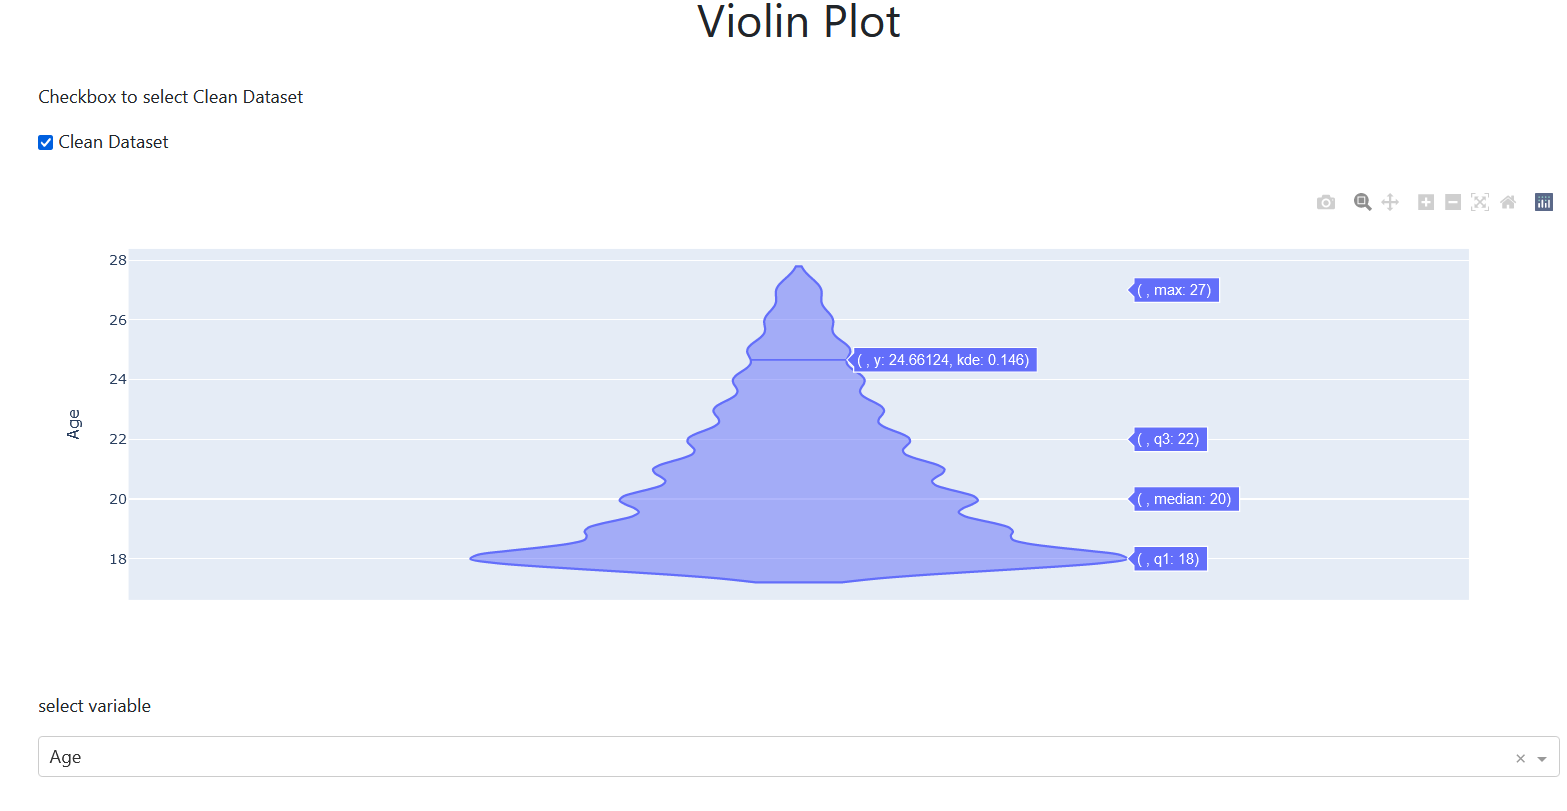 Violin Plot
Checkbox to select Clean Dataset
Clean Dataset
28
( , max: 27)
26
( , y: 24.66124, kde: 0.146)
24
Age
22
( , q3: 22)
20
( , median: 20)
18
( , q1: 18)
select variable
Age